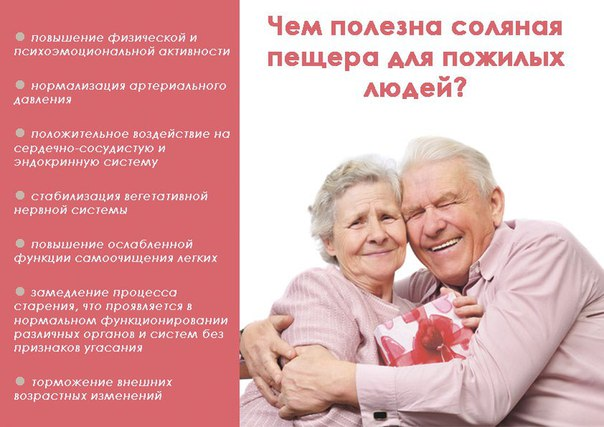 Чем полезна соляная
пещера для пожилых
людей?
повышение физической и
психоэмоциональной активности
нормализация артериального
давления
положительное воздействие на
сердечно-сосудистую и
эндокринную систему
стабилизация вегетативной
нервной системы
повышение ослабленной
функции самоочищения легких
замедление процесса
старения, что проявляется в
нормальном функционировании
различных органов и систем без
признаков угасания
торможение внешних
возрастных изменений